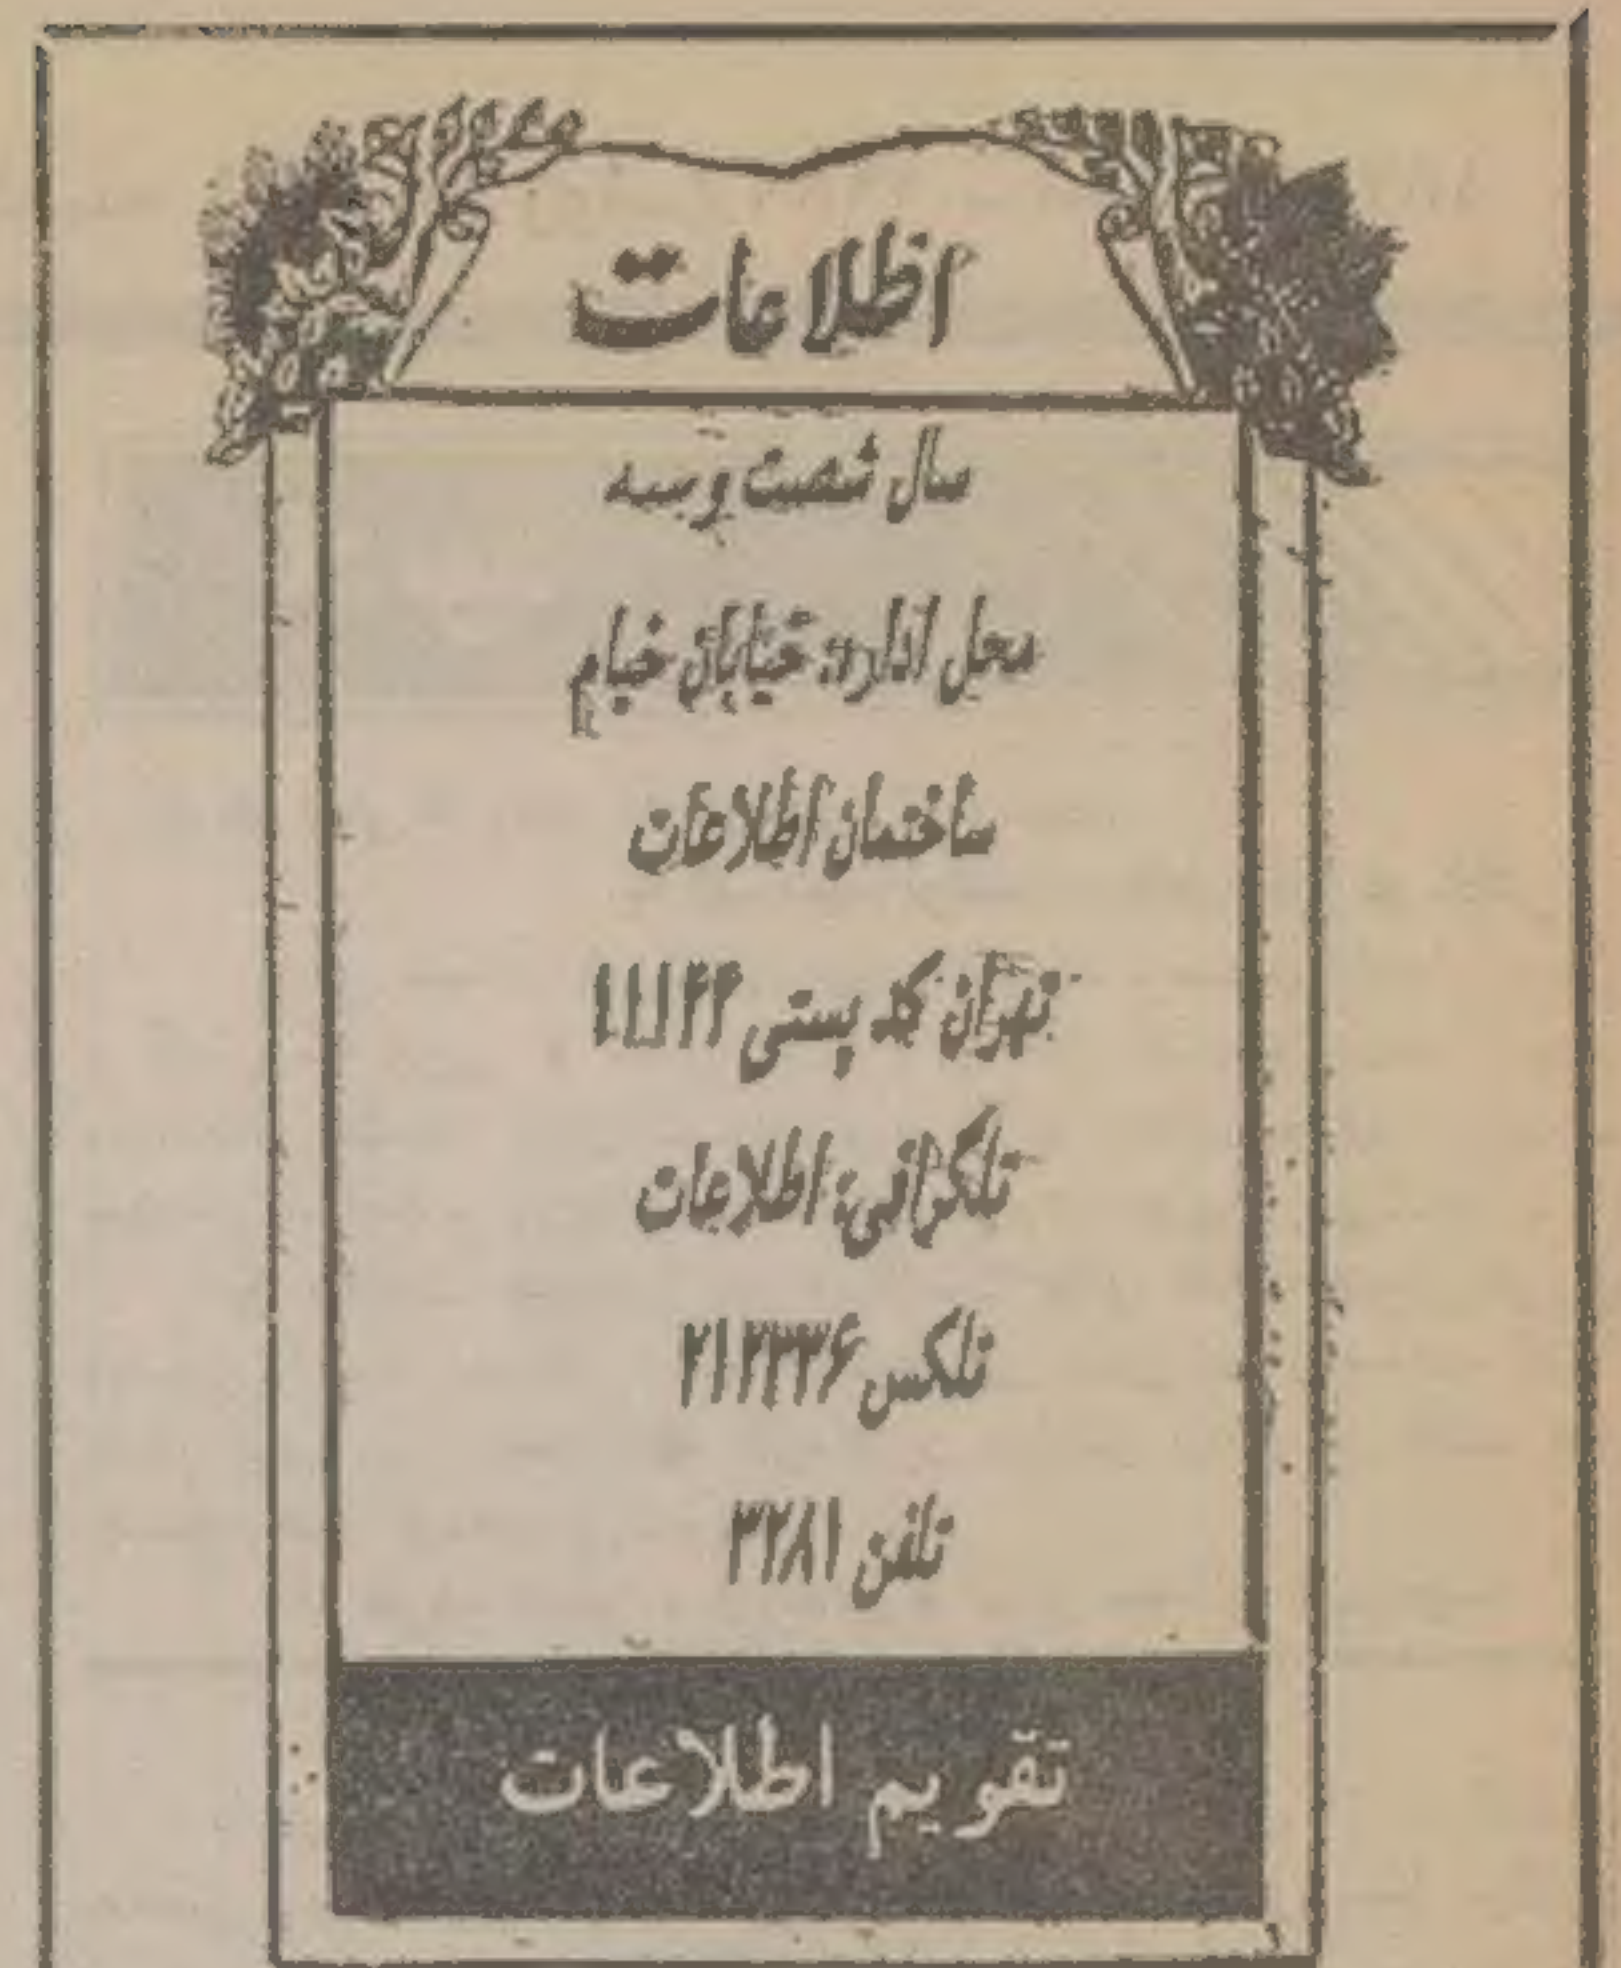 اطلاعات
سال شصت و سه
محل اداره: خیابان خیام
ساختمان اطلاعات
تهران کد پستی ۱۱۱۴۴
تلگرافی: اطلاعات
تلکس ۲۱۲۳۳۶
تلفن ۳۲۸۱
تقویم اطلاعات